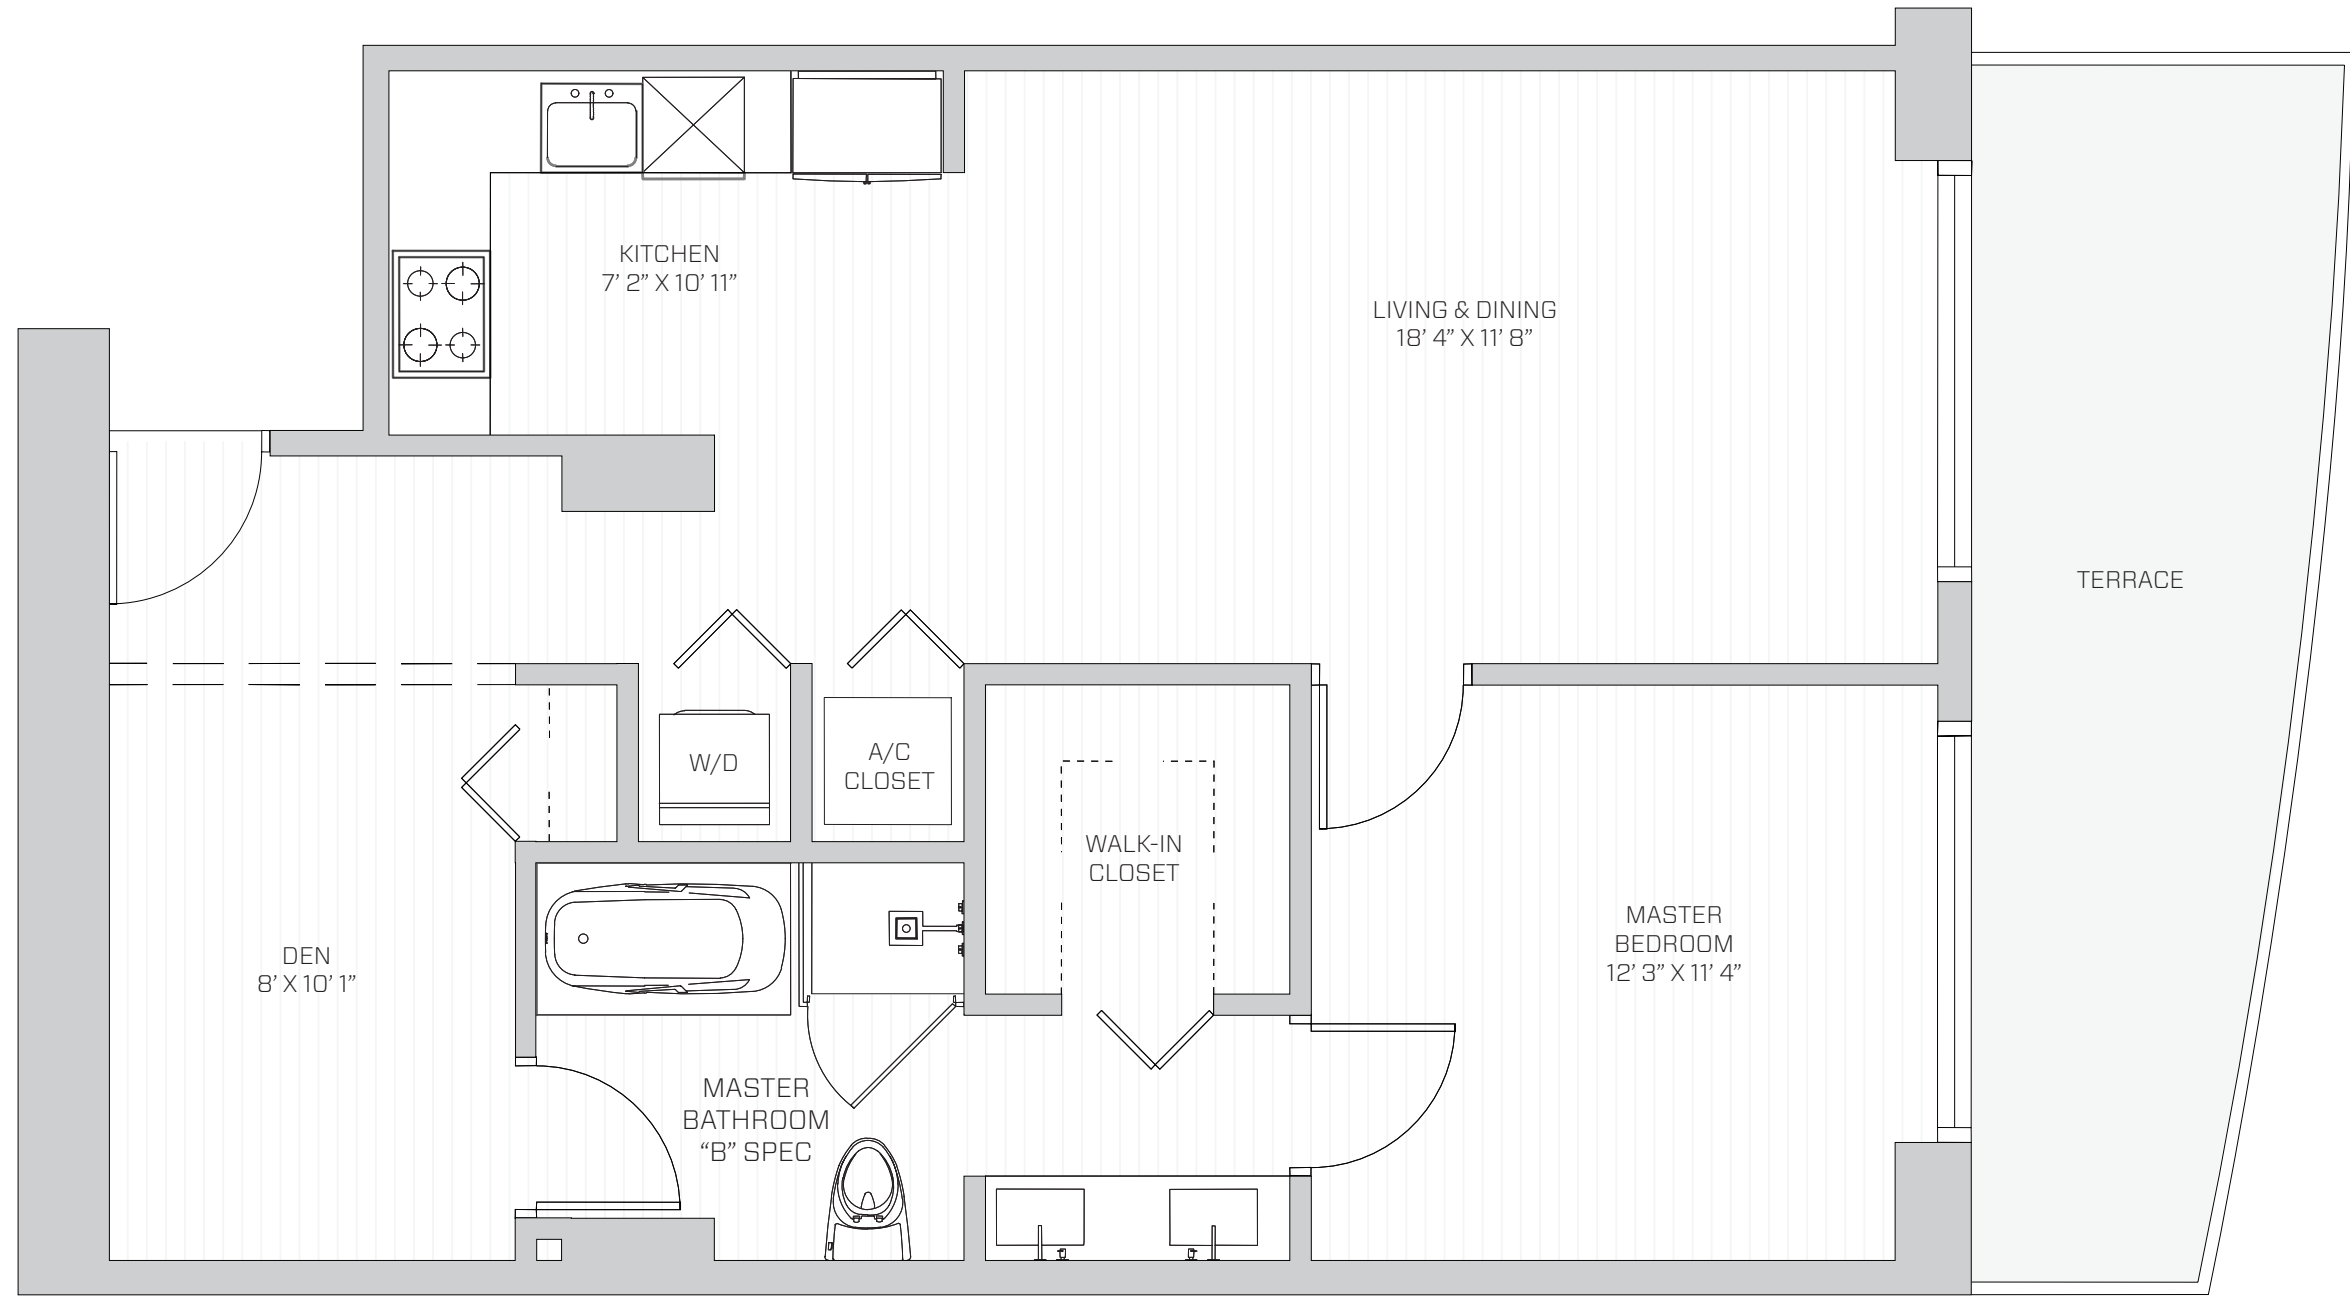 KITCHEN
7’ 2” X 10’ 11”
LIVING & DINING
18’ 4” X 11’ 8”
TERRACE
W/D
A/C
CLOSET
WALK-IN
CLOSET
MASTER
BEDROOM
12’ 3” X 11’ 4”
DEN
8’ X 10’ 1”
MASTER
BATHROOM
“B” SPEC